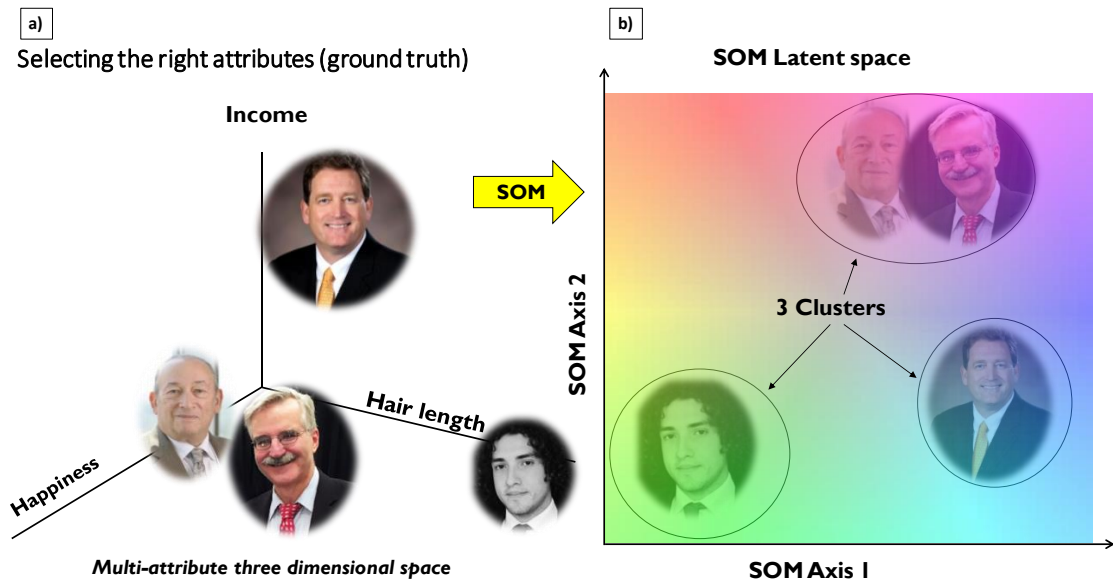 a)
Selecting the right attributes (ground truth)
Income
Hair length
Happiness
Multi-attribute three dimensional space
SOM
b)
SOM Latent space
SOM Axis 2
3 Clusters
SOM Axis 1